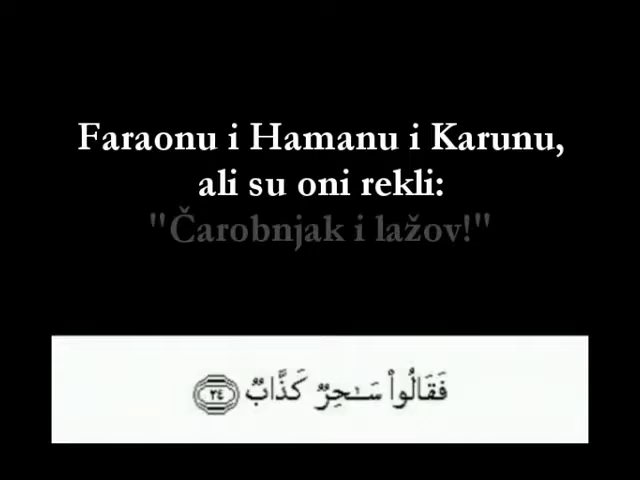 Faraonu i Hamanu i Karunu,
ali su oni rekli:
"Čarobnjak i lažov!"
فَقَالُوا۟ سَـٰحِرٌ كَذَّابٌ ٢٤